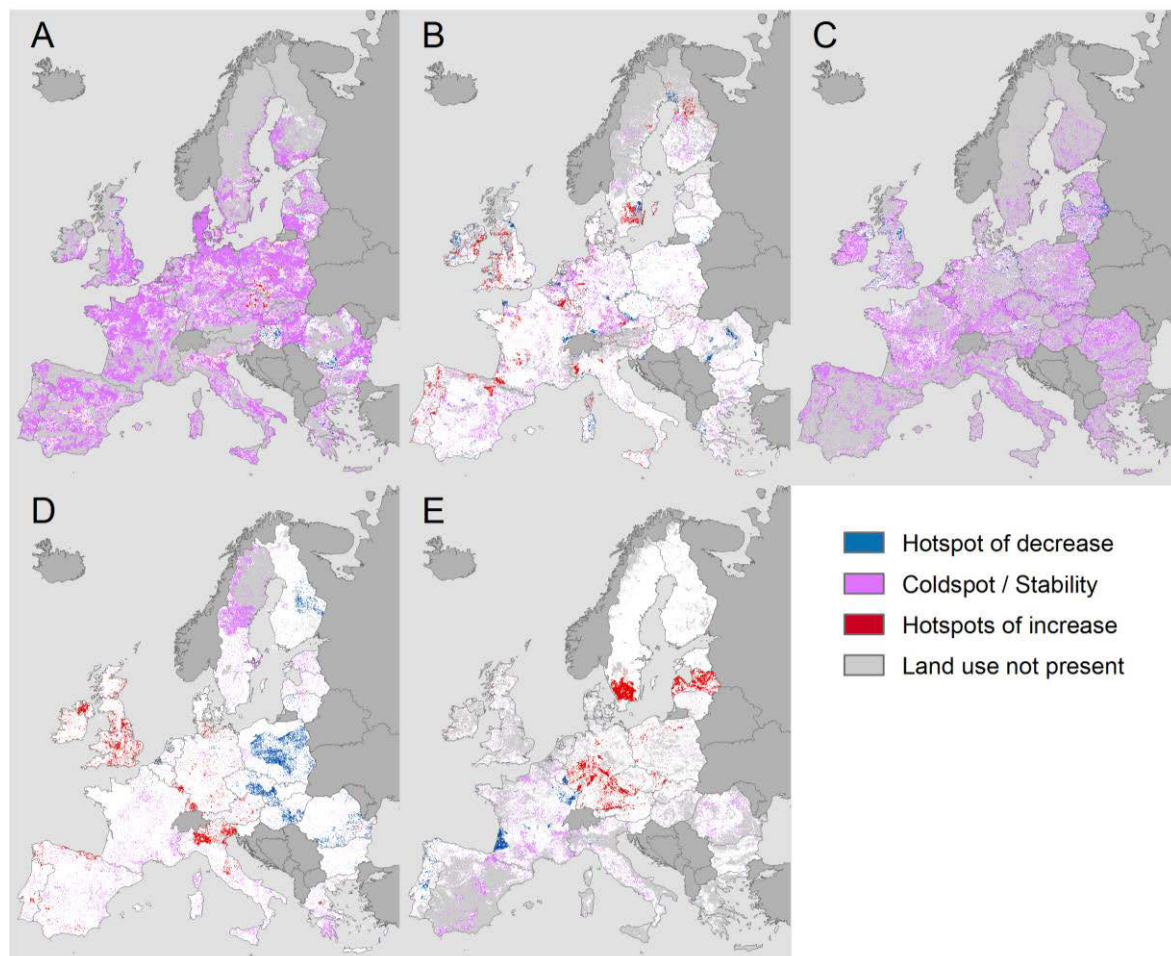 A
B
C
D
E
Hotspot of decrease
Coldspot / Stability
Hotspots of increase
Land use not present